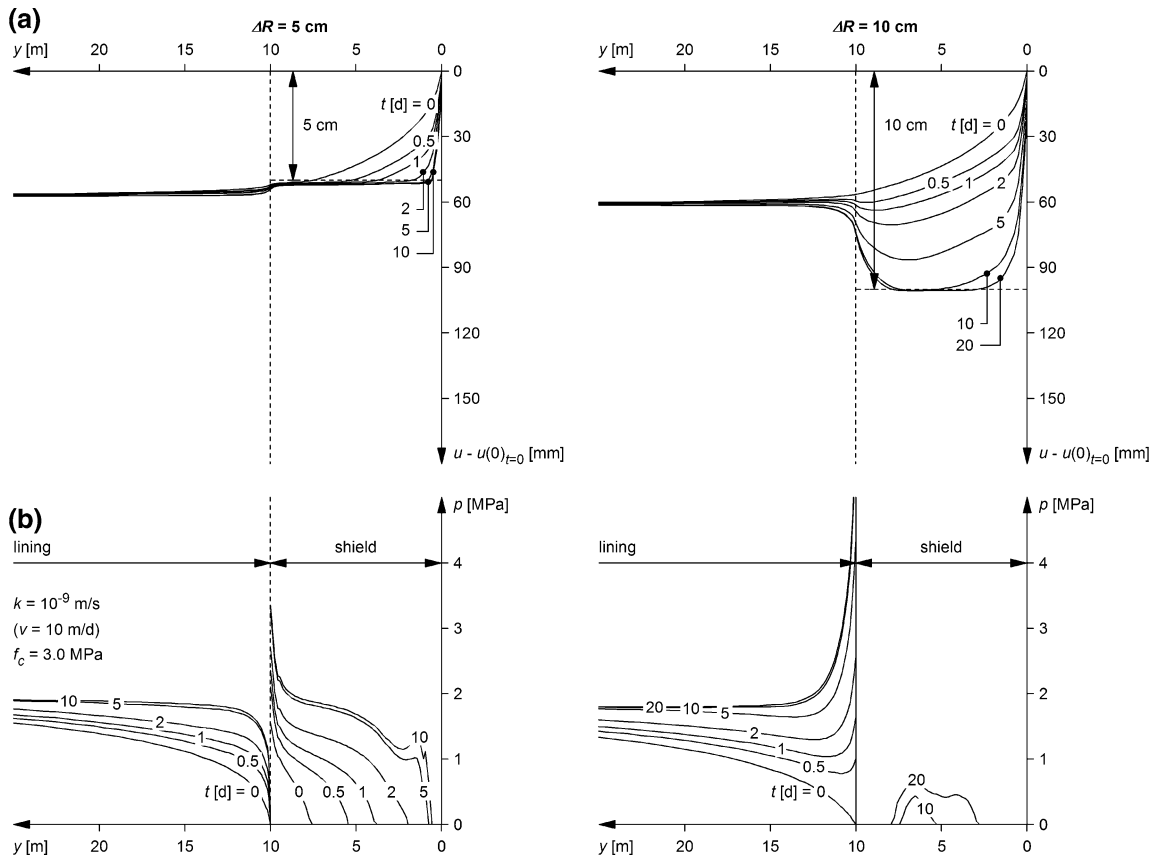 (a)
ΔR = 5 cm
y [m] 20 15 10 5 0
0
30
60
90
120
150
u - u(0)t=0 [mm]
5 cm
t [d] = 0
0.5
1
2
5
10
ΔR = 10 cm
y [m] 20 15 10 5 0
0
30
60
90
120
150
u - u(0)t=0 [mm]
10 cm
t [d] = 0
0.5 1 2
5
10
20
(b)
p [MPa]
lining shield
4
3
2
1
0
k = 10⁻⁹ m/s
(v = 10 m/d)
fc = 3.0 MPa
10 5
2
1
0.5
t [d] = 0
0 0.5 1 2 5
10
y [m] 20 15 10 5 0
p [MPa]
lining shield
4
3
2
1
0
20 10 5
2
1
0.5
t [d] = 0
20
10
y [m] 20 15 10 5 0